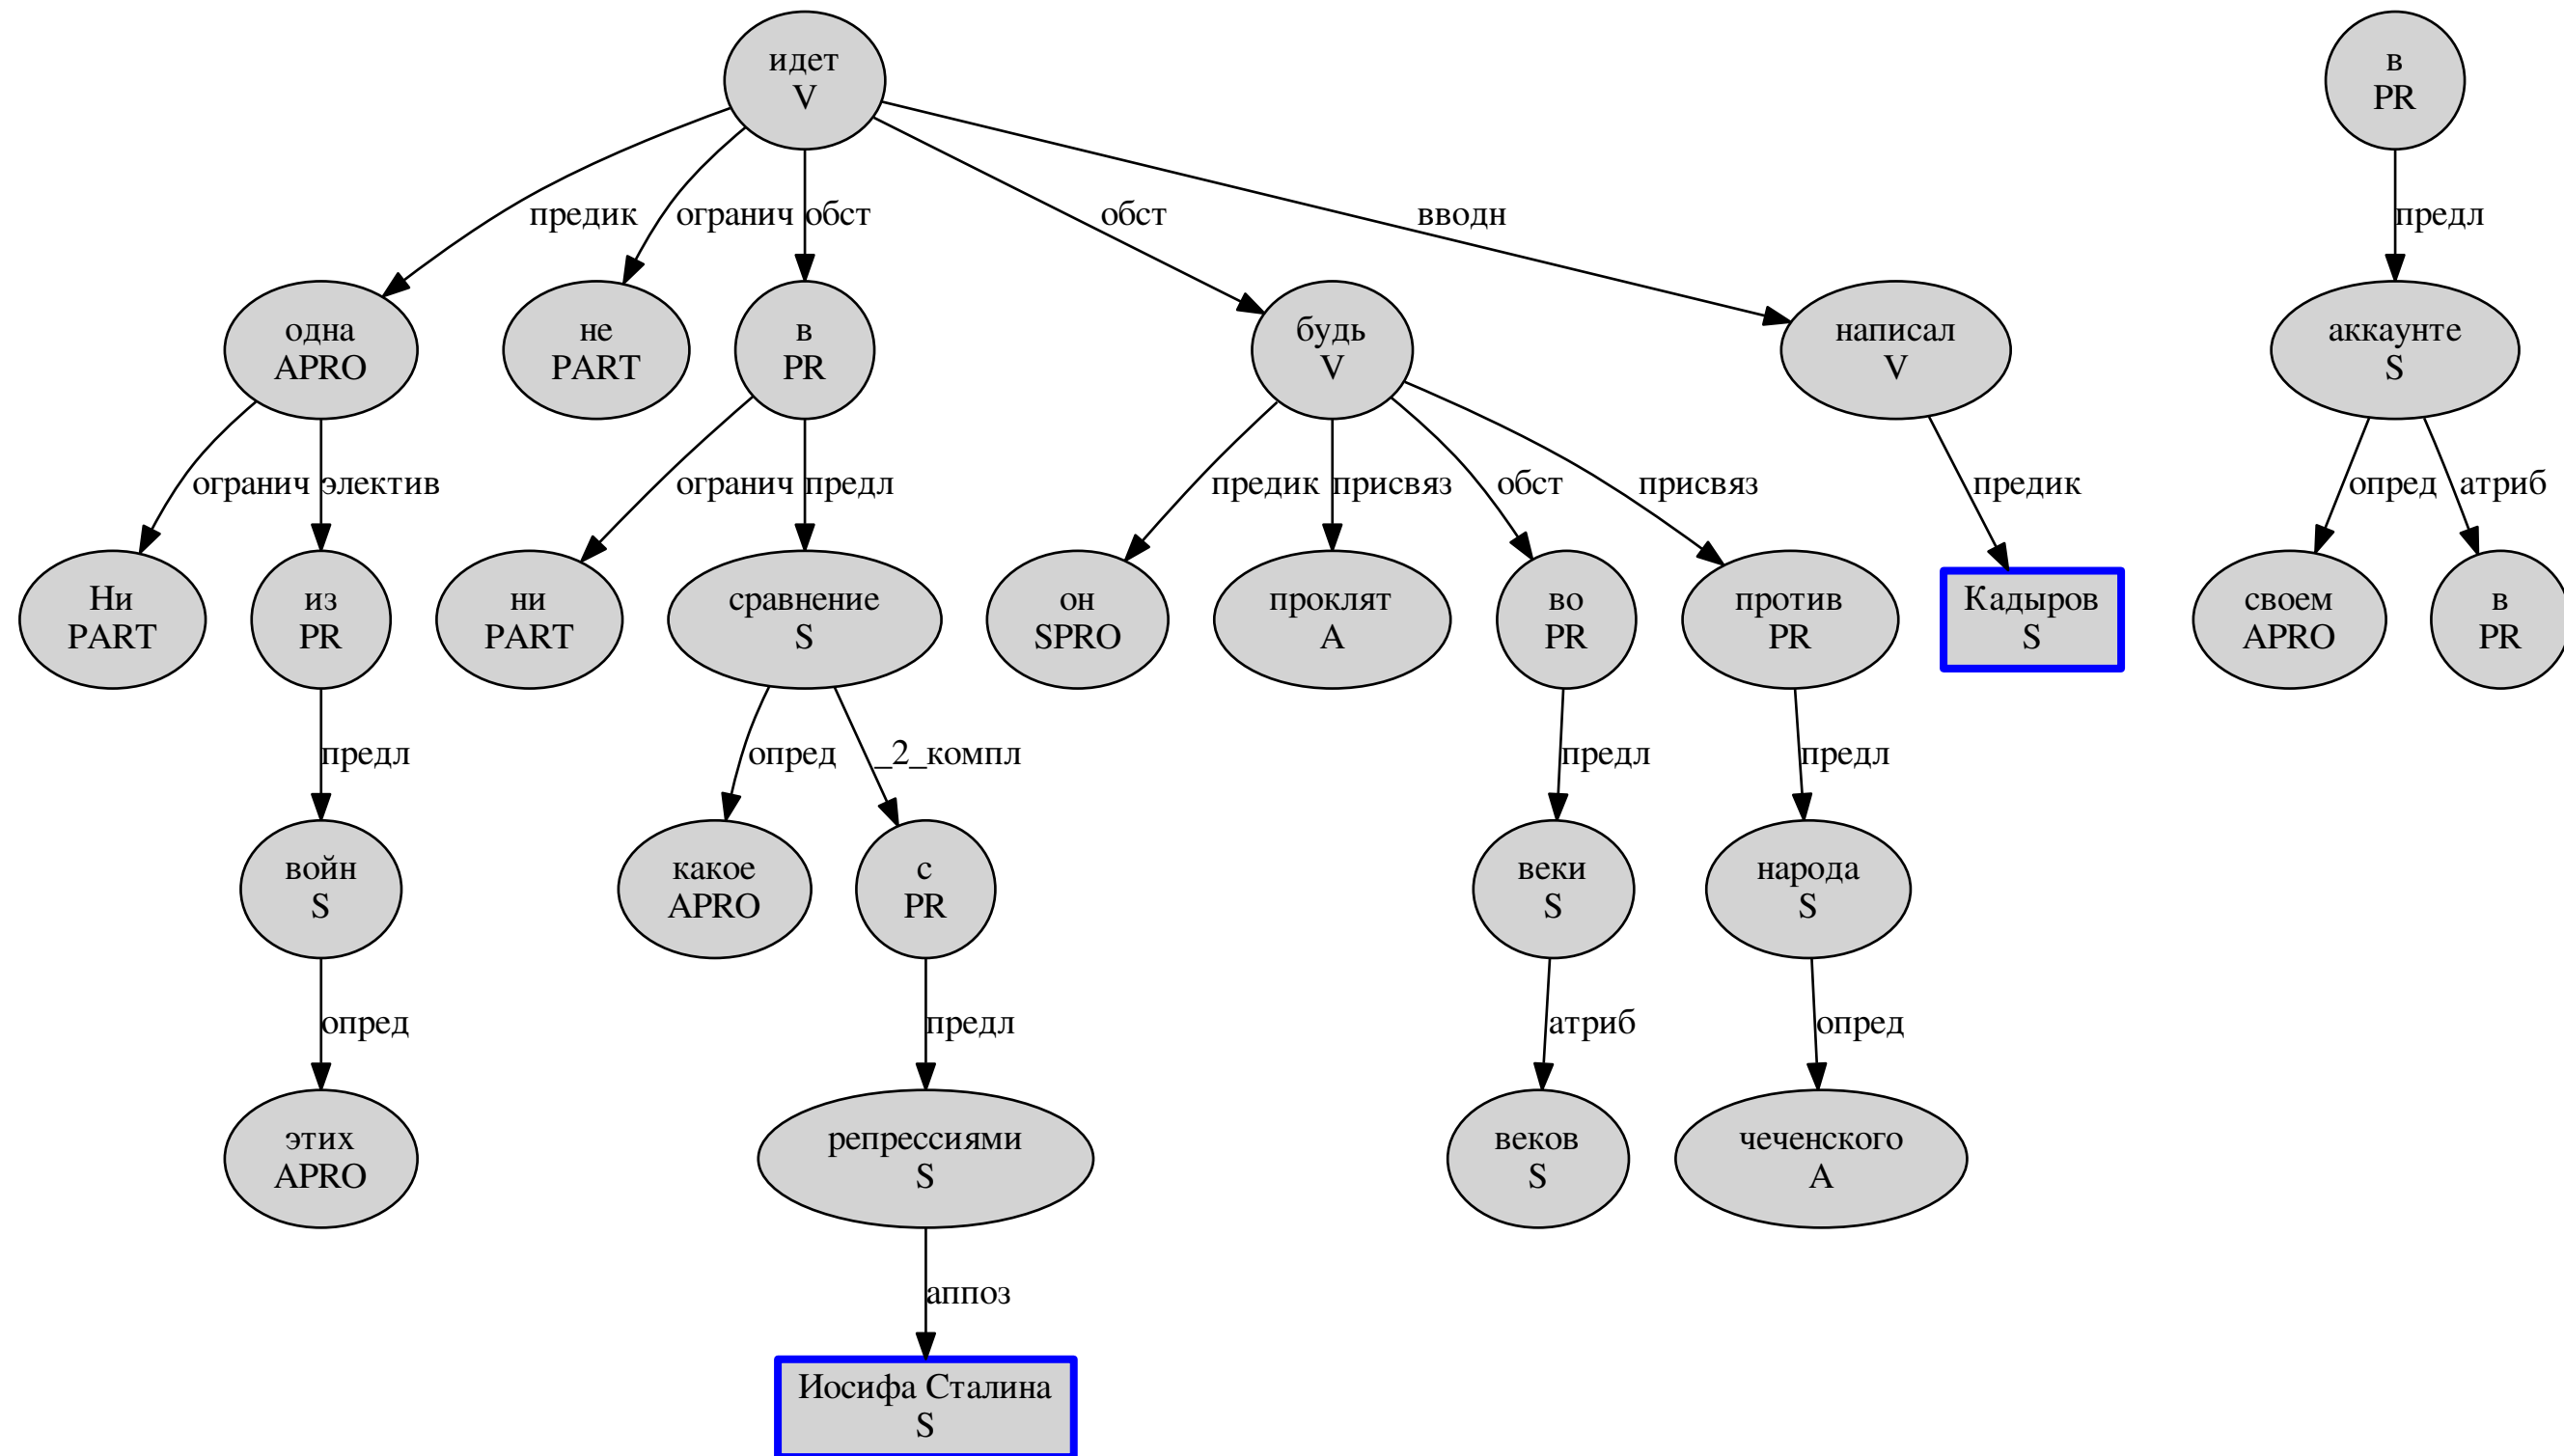 идет
V
в
PR
предик
огранич
обст
обст
вводн
предл
одна
APRO
не
PART
в
PR
будь
V
написал
V
аккаунте
S
огранич
электив
огранич
предл
предик
присвяз
обст
присвяз
предик
опред
атриб
Ни
PART
из
PR
ни
PART
сравнение
S
он
SPRO
проклят
A
во
PR
против
PR
Кадыров
S
своем
APRO
в
PR
предл
опред
_2_компл
предл
предл
войн
S
какое
APRO
с
PR
веки
S
народа
S
опред
предл
атриб
опред
этих
APRO
репрессиями
S
веков
S
чеченского
A
аппоз
Иосифа Сталина
S